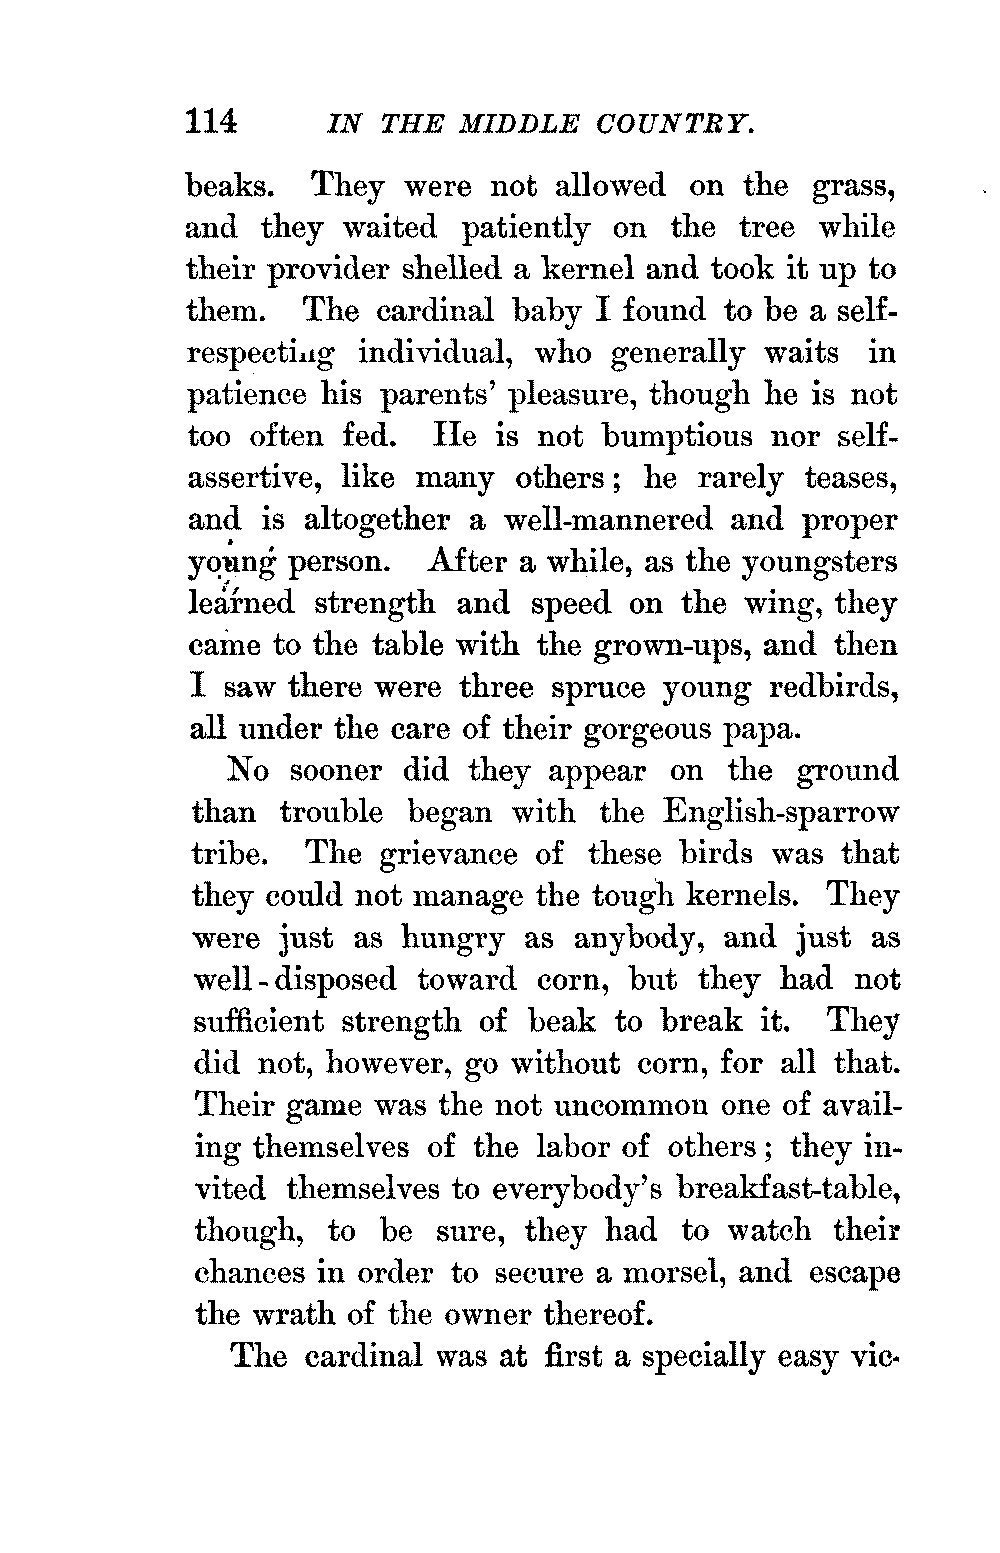 114 IN THE MIDDLE COUNTRY.
beaks. They were not allowed on the grass,
and they waited patiently on the tree while
their provider shelled a kernel and took it up to
them. The cardinal baby I found to be a self-
respecting individual, who generally waits in
patience his parents' pleasure, though he is not
too often fed. He is not bumptious nor self-
assertive, like many others; he rarely teases,
and is altogether a well-mannered and proper
young person. After a while, as the youngsters
learned strength and speed on the wing, they
came to the table with the grown-ups, and then
I saw there were three spruce young redbirds,
all under the care of their gorgeous papa.
No sooner did they appear on the ground
than trouble began with the English-sparrow
tribe. The grievance of these birds was that
they could not manage the tough kernels. They
were just as hungry as anybody, and just as
well-disposed toward corn, but they had not
sufficient strength of beak to break it. They
did not, however, go without corn, for all that.
Their game was the not uncommon one of avail-
ing themselves of the labor of others; they in-
vited themselves to everybody's breakfast-table,
though, to be sure, they had to watch their
chances in order to secure a morsel, and escape
the wrath of the owner thereof.
The cardinal was at first a specially easy vic-